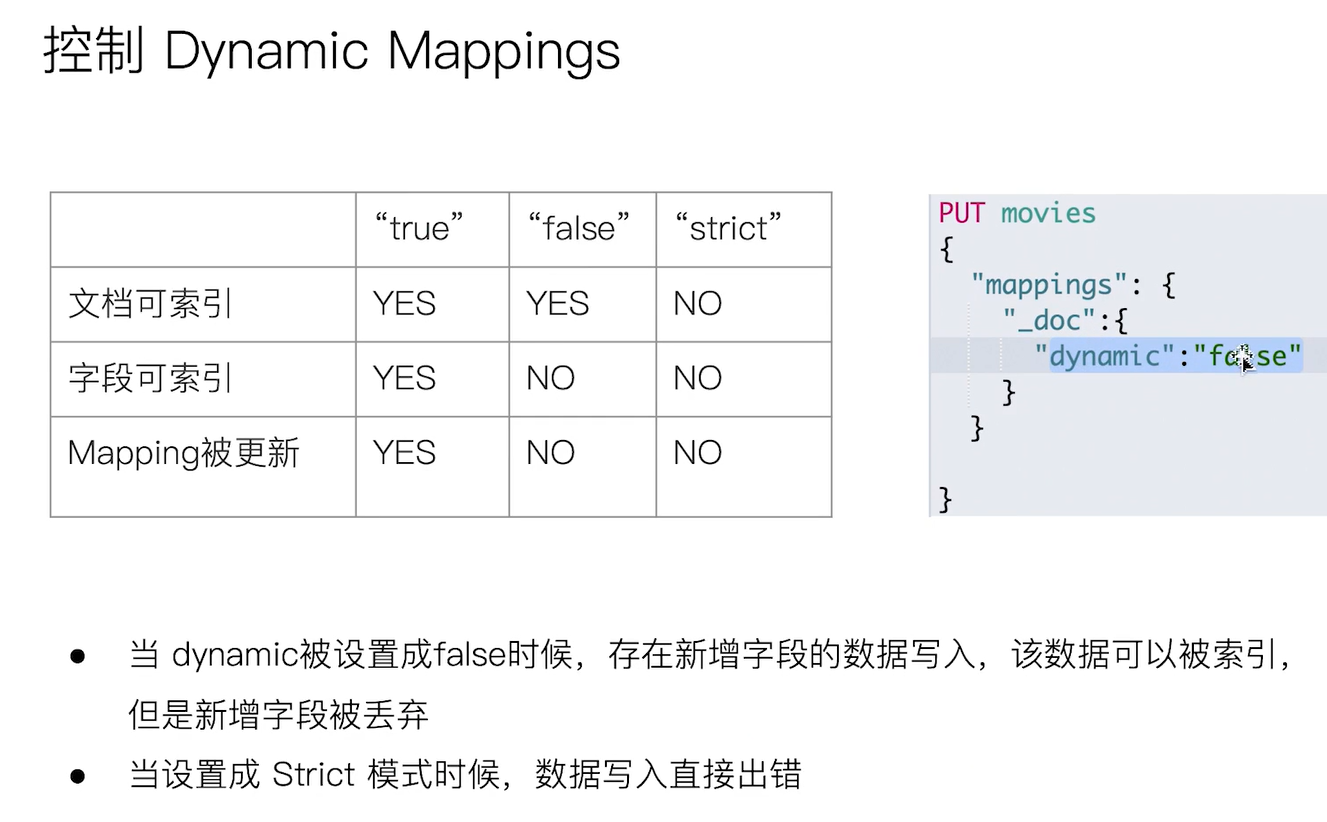 控制 Dynamic Mappings
“true” “false” “strict”
文档可索引 YES YES NO
字段可索引 YES NO NO
Mapping被更新 YES NO NO
PUT movies
{
"mappings": {
"_doc":{
"dynamic":"false"
}
}
}
● 当 dynamic被设置成false时候，存在新增字段的数据写入，该数据可以被索引，
但是新增字段被丢弃
● 当设置成 Strict 模式时候，数据写入直接出错